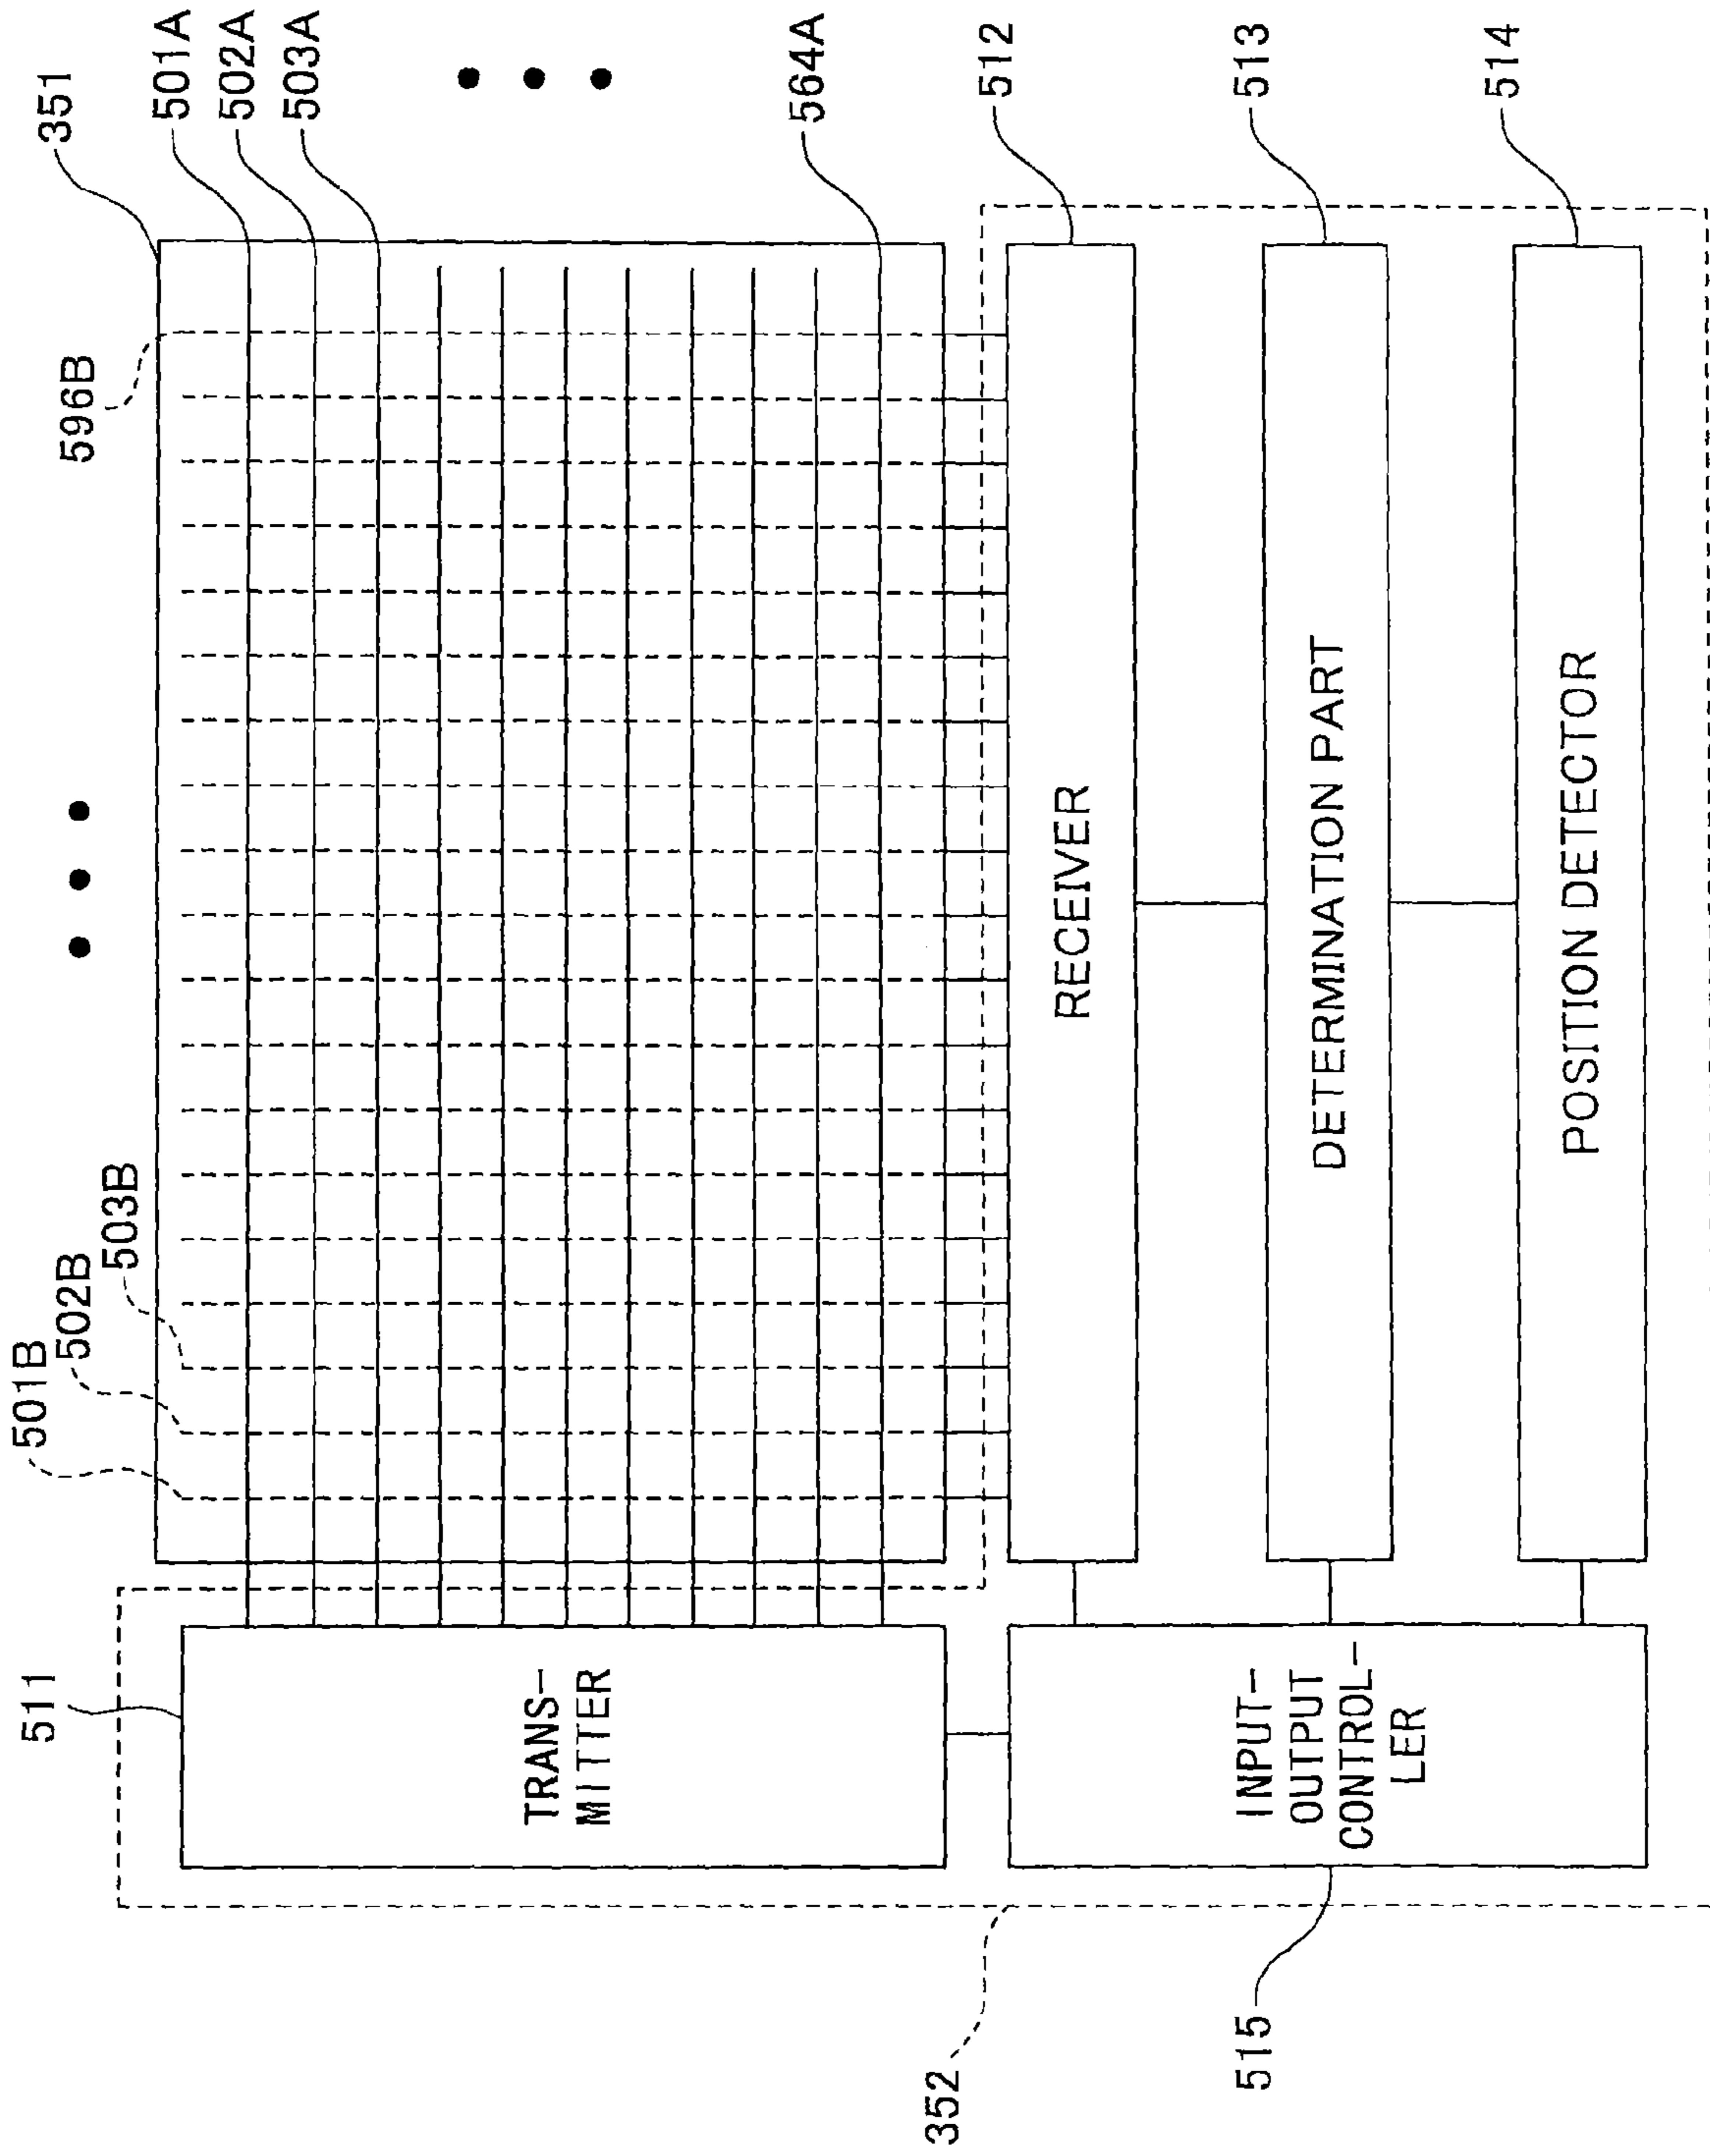 351
501A
502A
503A
564A
596B
503B
502B
501B
511
TRANS–
MITTER
RECEIVER
512
DETERMINATION PART
513
POSITION DETECTOR
514
INPUT–
OUTPUT
CONTROL–
LER
515
352